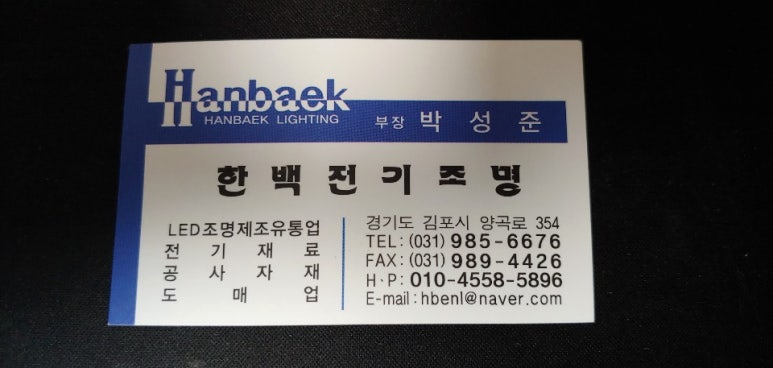 Hanbaek
HANBAEK LIGHTING
부장 박 성 준
한백전기조명
LED조명제조유통업
전 기 재 료
공 사 자 재
도 매 업
경기도 김포시 양곡로 354
TEL : (031) 985-6676
FAX : (031) 989-4426
H·P : 010-4558-5896
E-mail : hbenl@naver.com